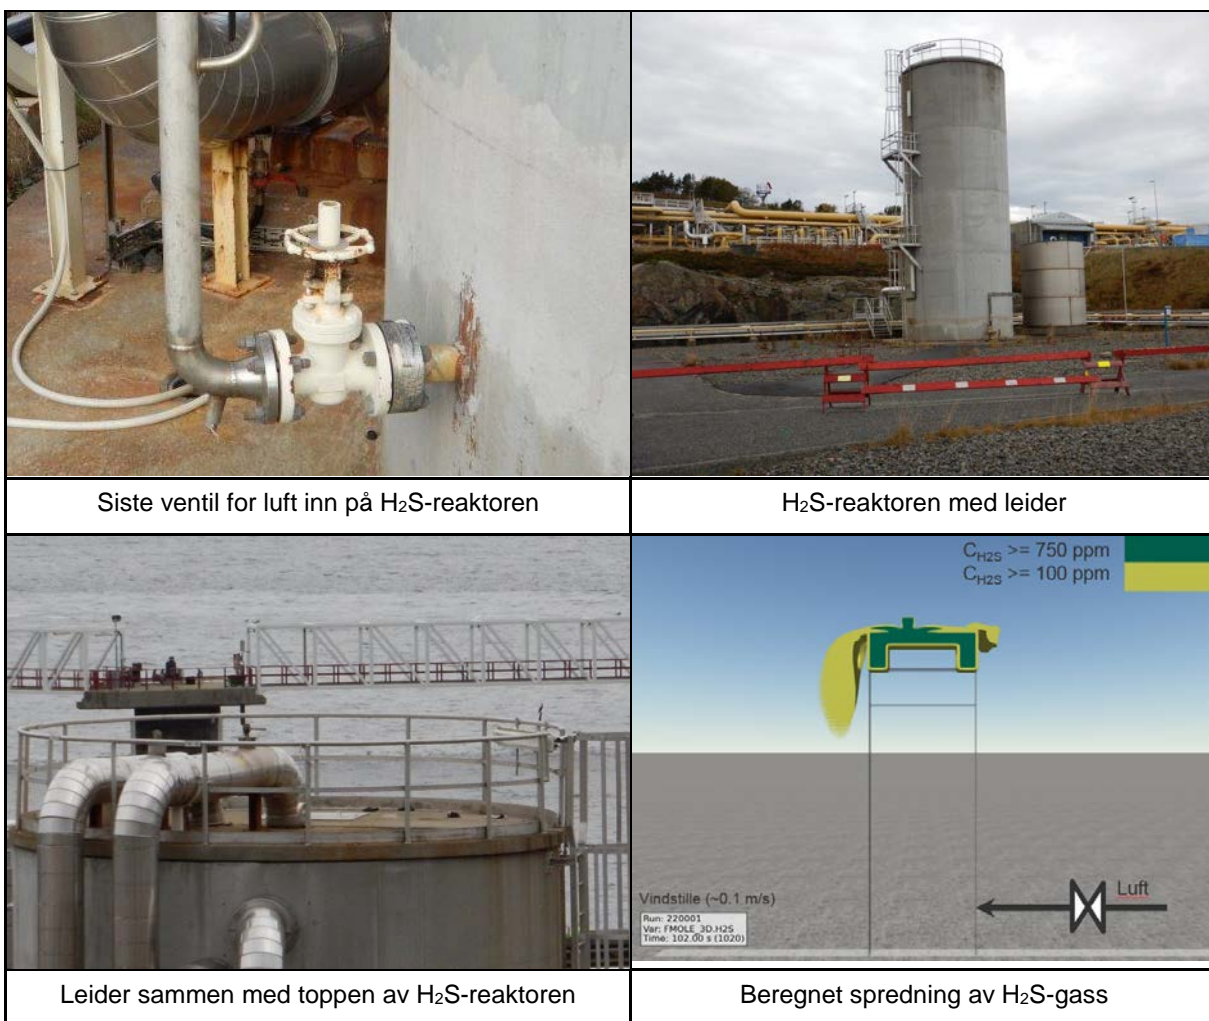 Siste ventil for luft inn på H₂S-reaktoren
H₂S-reaktoren med leider
C_H2S >= 750 ppm
C_H2S >= 100 ppm
Luft
Vindstille (~0.1 m/s)
Run: 220001
Var: FMOLE_3D.H2S
Time: 102.00 s (1020)
Leider sammen med toppen av H₂S-reaktoren
Beregnet spredning av H₂S-gass